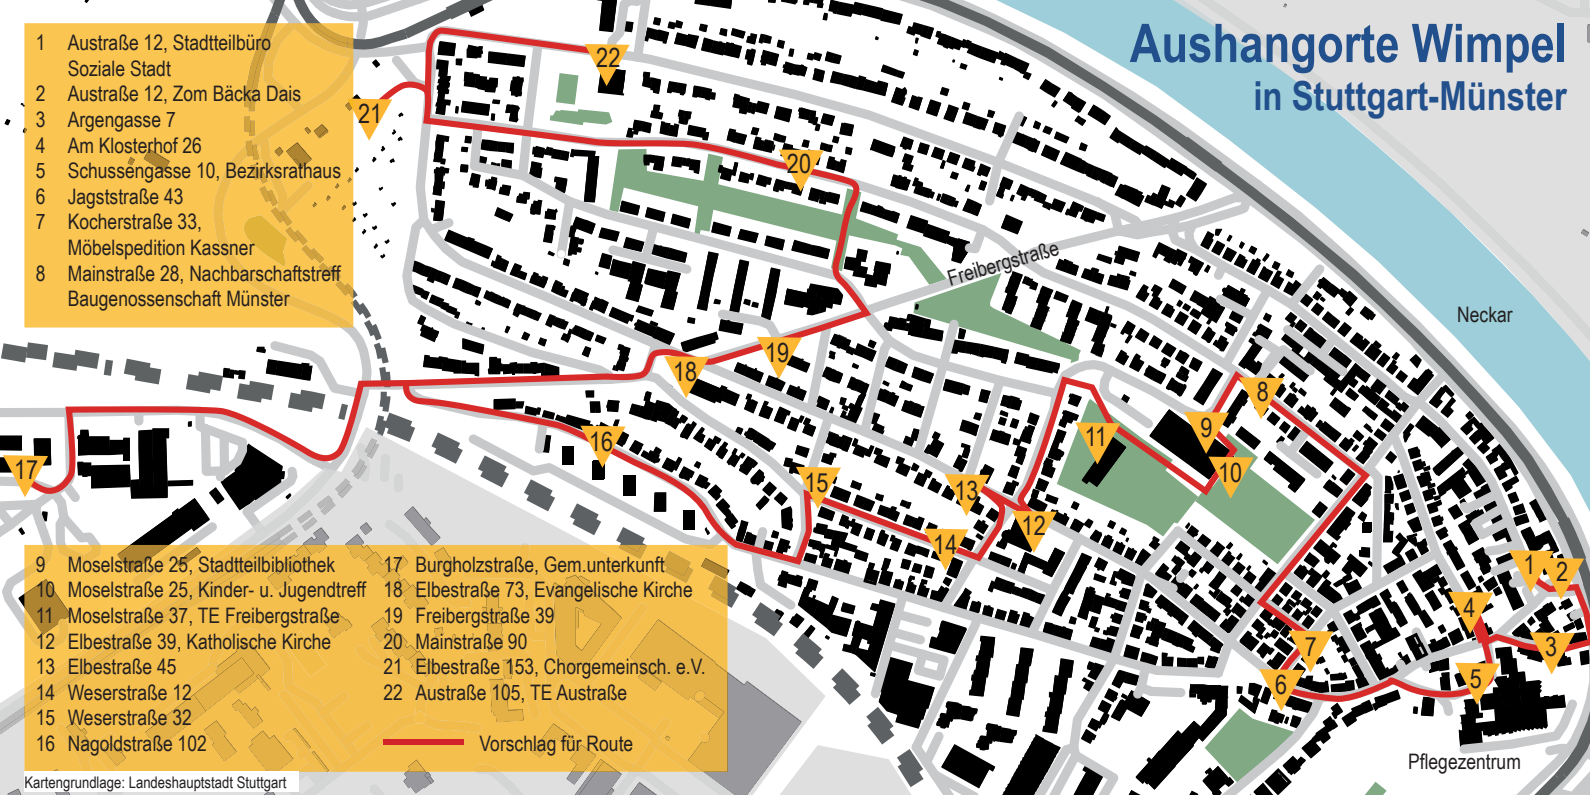 Aushangorte Wimpel
in Stuttgart-Münster
1 Austraße 12, Stadtteilbüro
Soziale Stadt
2 Austraße 12, Zom Bäcka Dais
3 Argengasse 7
4 Am Klosterhof 26
5 Schussengasse 10, Bezirksrathaus
6 Jagststraße 43
7 Kocherstraße 33,
Möbelspedition Kassner
8 Mainstraße 28, Nachbarschaftstreff
Baugenossenschaft Münster
22
21
20
Freibergstraße
Neckar
19
18
8
9
11
16
17
10
15
13
12
14
1
2
4
3
7
5
6
Pflegezentrum
9 Moselstraße 25, Stadtteilbibliothek
10 Moselstraße 25, Kinder- u. Jugendtreff
11 Moselstraße 37, TE Freibergstraße
12 Elbestraße 39, Katholische Kirche
13 Elbestraße 45
14 Weserstraße 12
15 Weserstraße 32
16 Nagoldstraße 102
17 Burgholzstraße, Gem.unterkunft
18 Elbestraße 73, Evangelische Kirche
19 Freibergstraße 39
20 Mainstraße 90
21 Elbestraße 153, Chorgemeinsch. e.V.
22 Austraße 105, TE Austraße
Vorschlag für Route
Kartengrundlage: Landeshauptstadt Stuttgart